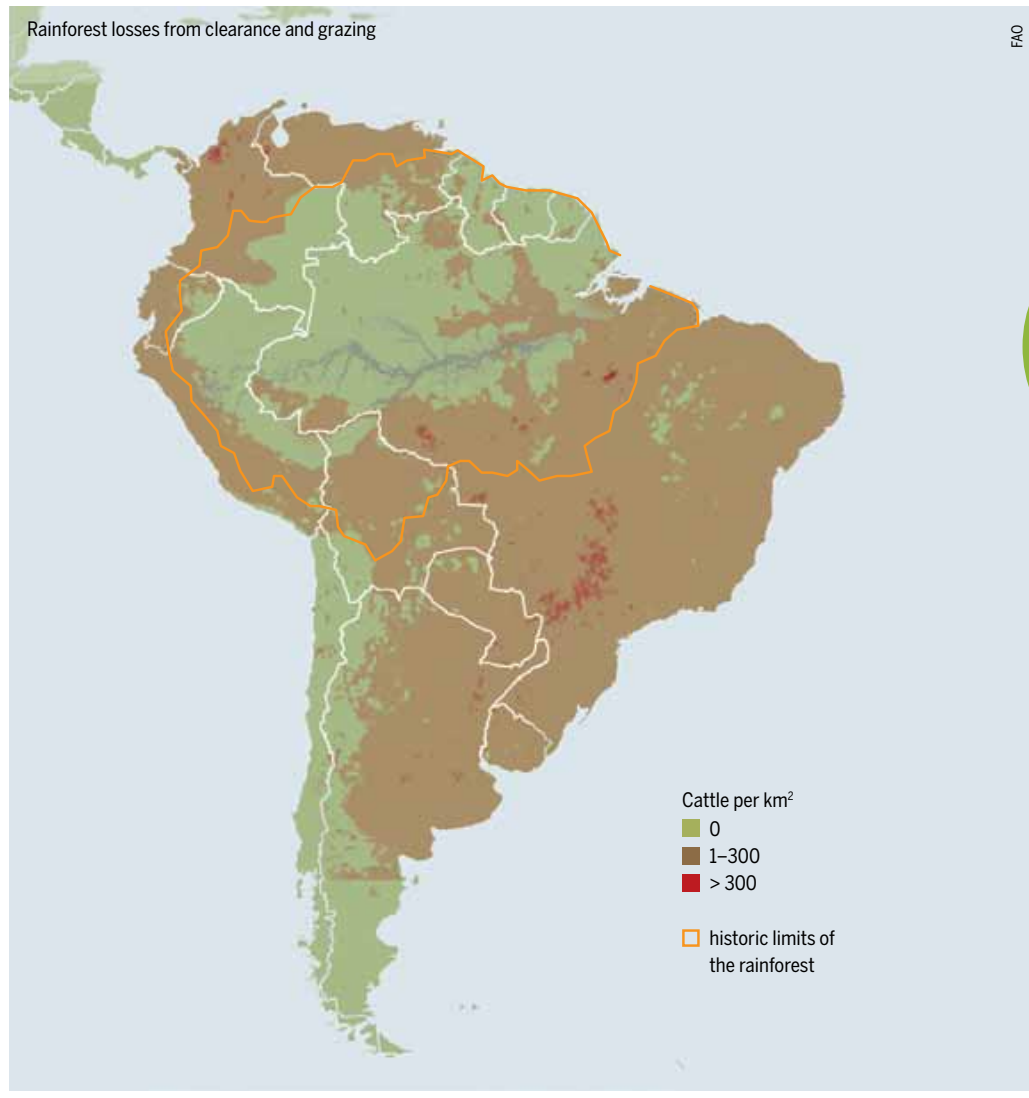 Rainforest losses from clearance and grazing
FAO
Cattle per km²
0
1–300
> 300
historic limits of
the rainforest